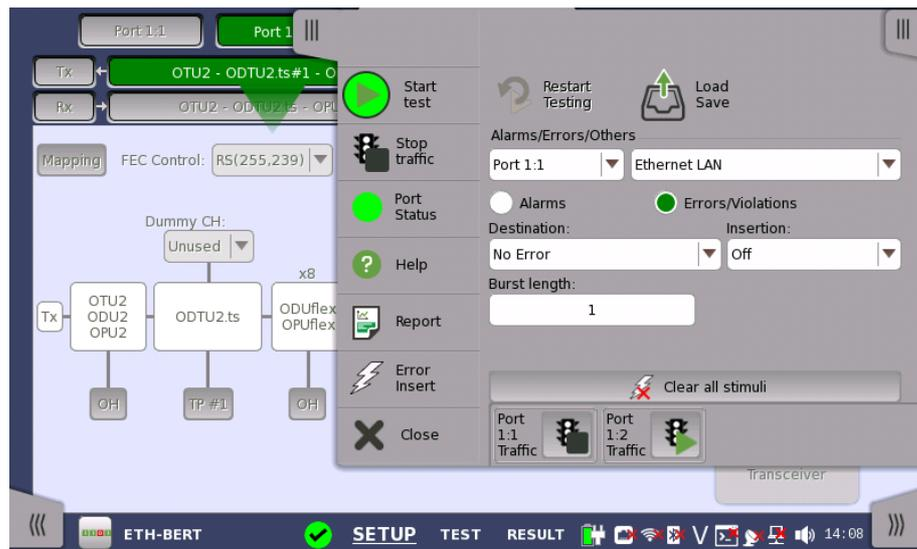 Port 1:1
Port 1
Tx
OTU2 - ODTU2.ts#1 - O
Rx
OTU2 - ODTU2.ts - OPU
Mapping
FEC Control:
RS(255,239)
Dummy CH:
Unused
x8
Tx
OTU2
ODU2
OPU2
ODTU2.ts
ODUflex
OPUflex
OH
TP #1
OH
Start
test
Stop
traffic
Port
Status
?
Help
Report
Error
Insert
Close
Restart
Testing
Load
Save
Alarms/Errors/Others
Port 1:1
Ethernet LAN
Alarms
Errors/Violations
Destination:
Insertion:
No Error
Off
Burst length:
1
Clear all stimuli
Port
1:1
Traffic
Port
1:2
Traffic
Transceiver
ETH-BERT
SETUP
TEST
RESULT
V
14:08